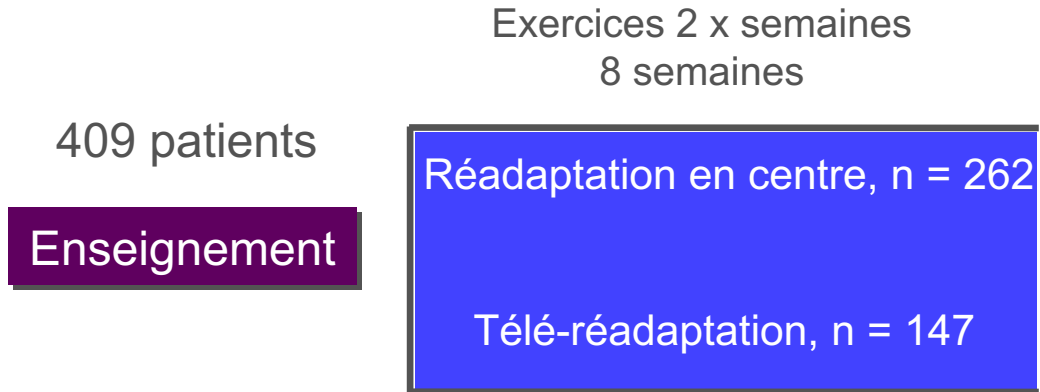 Exercices 2 x semaines
8 semaines
409 patients
Enseignement
Réadaptation en centre, n = 262
Télé-réadaptation, n = 147